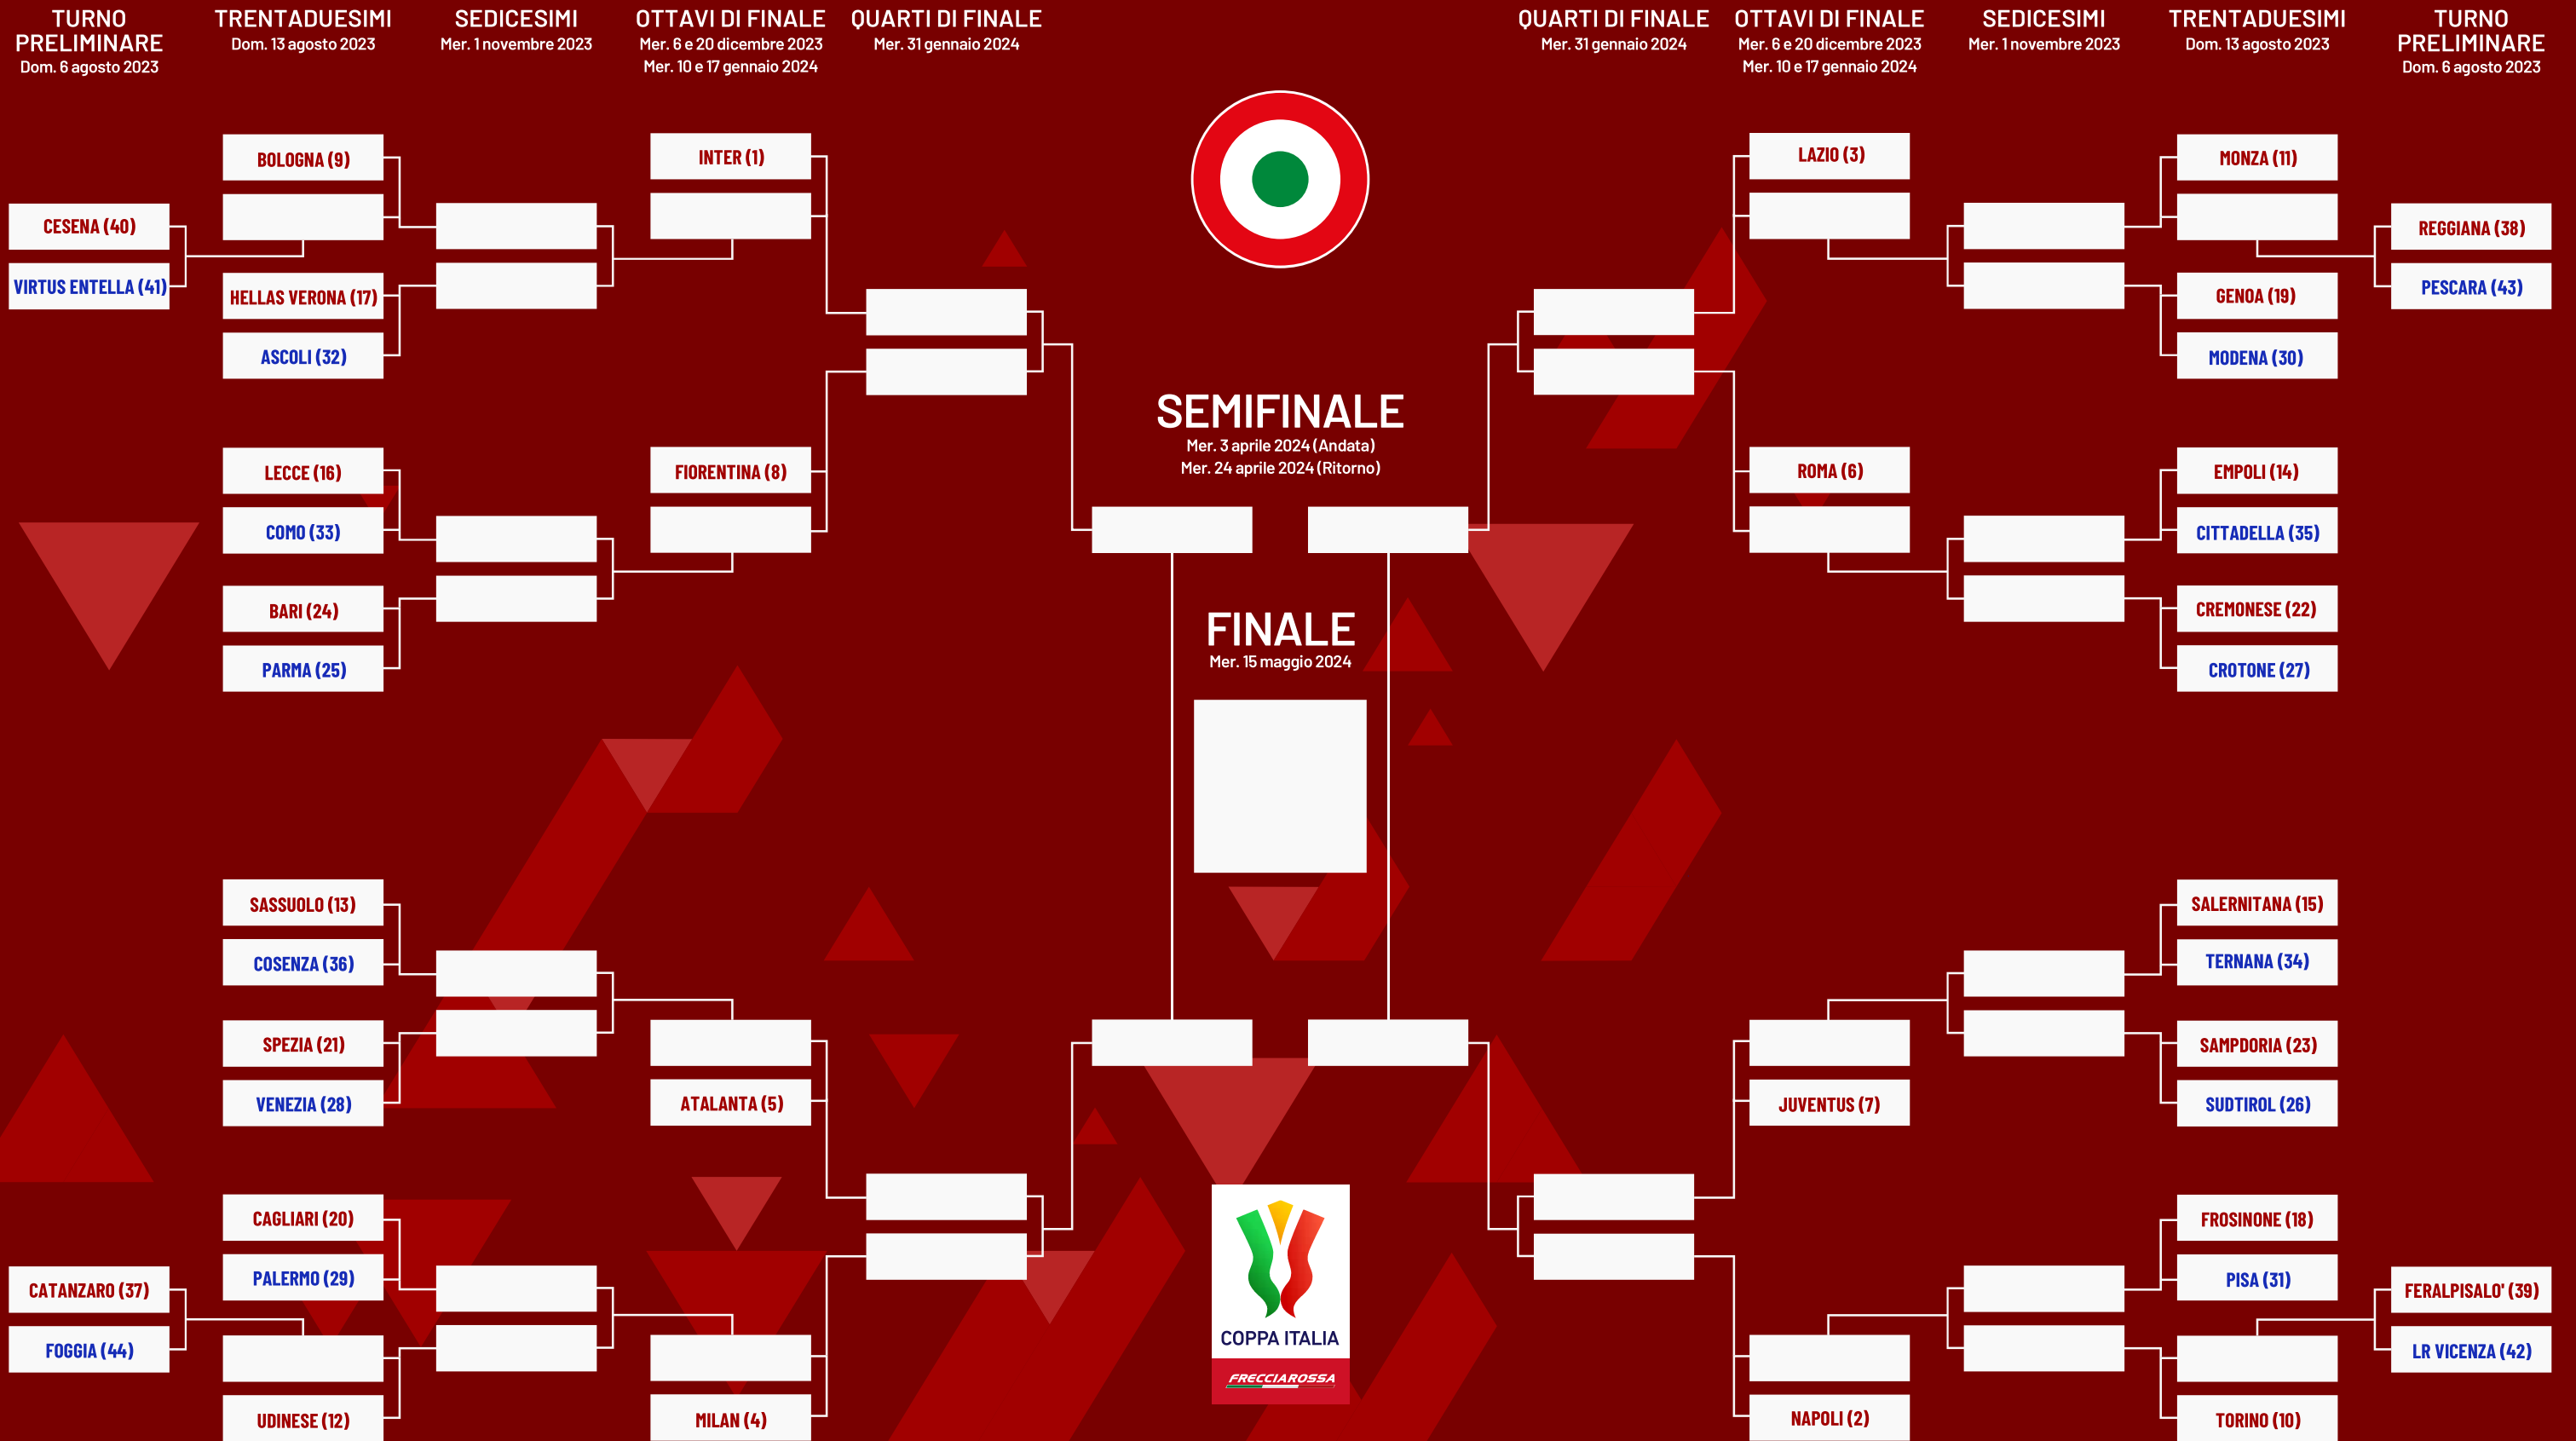 TURNO
PRELIMINARE
Dom. 6 agosto 2023
TRENTADUESIMI
Dom. 13 agosto 2023
SEDICESIMI
Mer. 1 novembre 2023
OTTAVI DI FINALE
Mer. 6 e 20 dicembre 2023
Mer. 10 e 17 gennaio 2024
QUARTI DI FINALE
Mer. 31 gennaio 2024
QUARTI DI FINALE
Mer. 31 gennaio 2024
OTTAVI DI FINALE
Mer. 6 e 20 dicembre 2023
Mer. 10 e 17 gennaio 2024
SEDICESIMI
Mer. 1 novembre 2023
TRENTADUESIMI
Dom. 13 agosto 2023
TURNO
PRELIMINARE
Dom. 6 agosto 2023
CESENA (40)
VIRTUS ENTELLA (41)
CATANZARO (37)
FOGGIA (44)
BOLOGNA (9)
HELLAS VERONA (17)
ASCOLI (32)
LECCE (16)
COMO (33)
BARI (24)
PARMA (25)
SASSUOLO (13)
COSENZA (36)
SPEZIA (21)
VENEZIA (28)
CAGLIARI (20)
PALERMO (29)
UDINESE (12)
INTER (1)
FIORENTINA (8)
ATALANTA (5)
MILAN (4)
SEMIFINALE
Mer. 3 aprile 2024 (Andata)
Mer. 24 aprile 2024 (Ritorno)
FINALE
Mer. 15 maggio 2024
COPPA ITALIA
FRECCIAROSSA
LAZIO (3)
ROMA (6)
JUVENTUS (7)
NAPOLI (2)
MONZA (11)
GENOA (19)
MODENA (30)
EMPOLI (14)
CITTADELLA (35)
CREMONESE (22)
CROTONE (27)
SALERNITANA (15)
TERNANA (34)
SAMPDORIA (23)
SUDTIROL (26)
FROSINONE (18)
PISA (31)
TORINO (10)
REGGIANA (38)
PESCARA (43)
FERALPISALO' (39)
LR VICENZA (42)